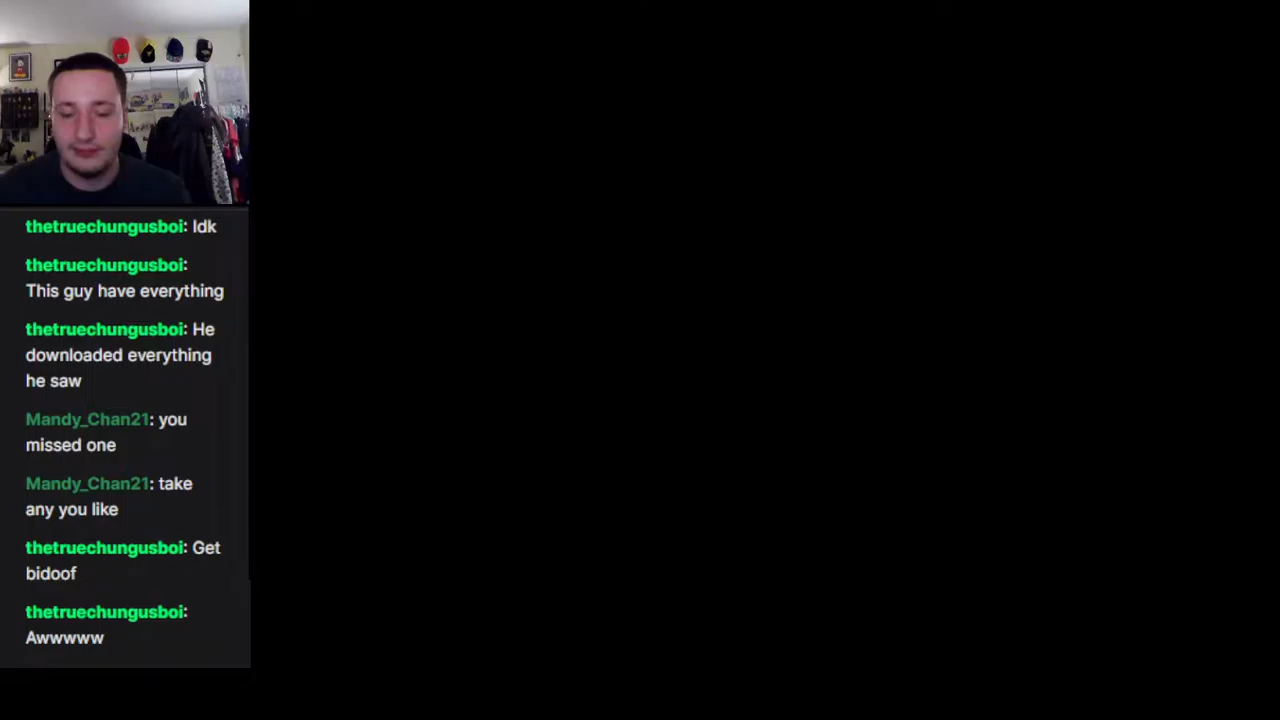 thetruechungusboi: Idk
thetruechungusboi:
This guy have everything
thetruechungusboi: He
downloaded everything
he saw
Mandy_Chan21: you
missed one
Mandy_Chan21: take
any you like
thetruechungusboi: Get
bidoof
thetruechungusboi:
Awwwww